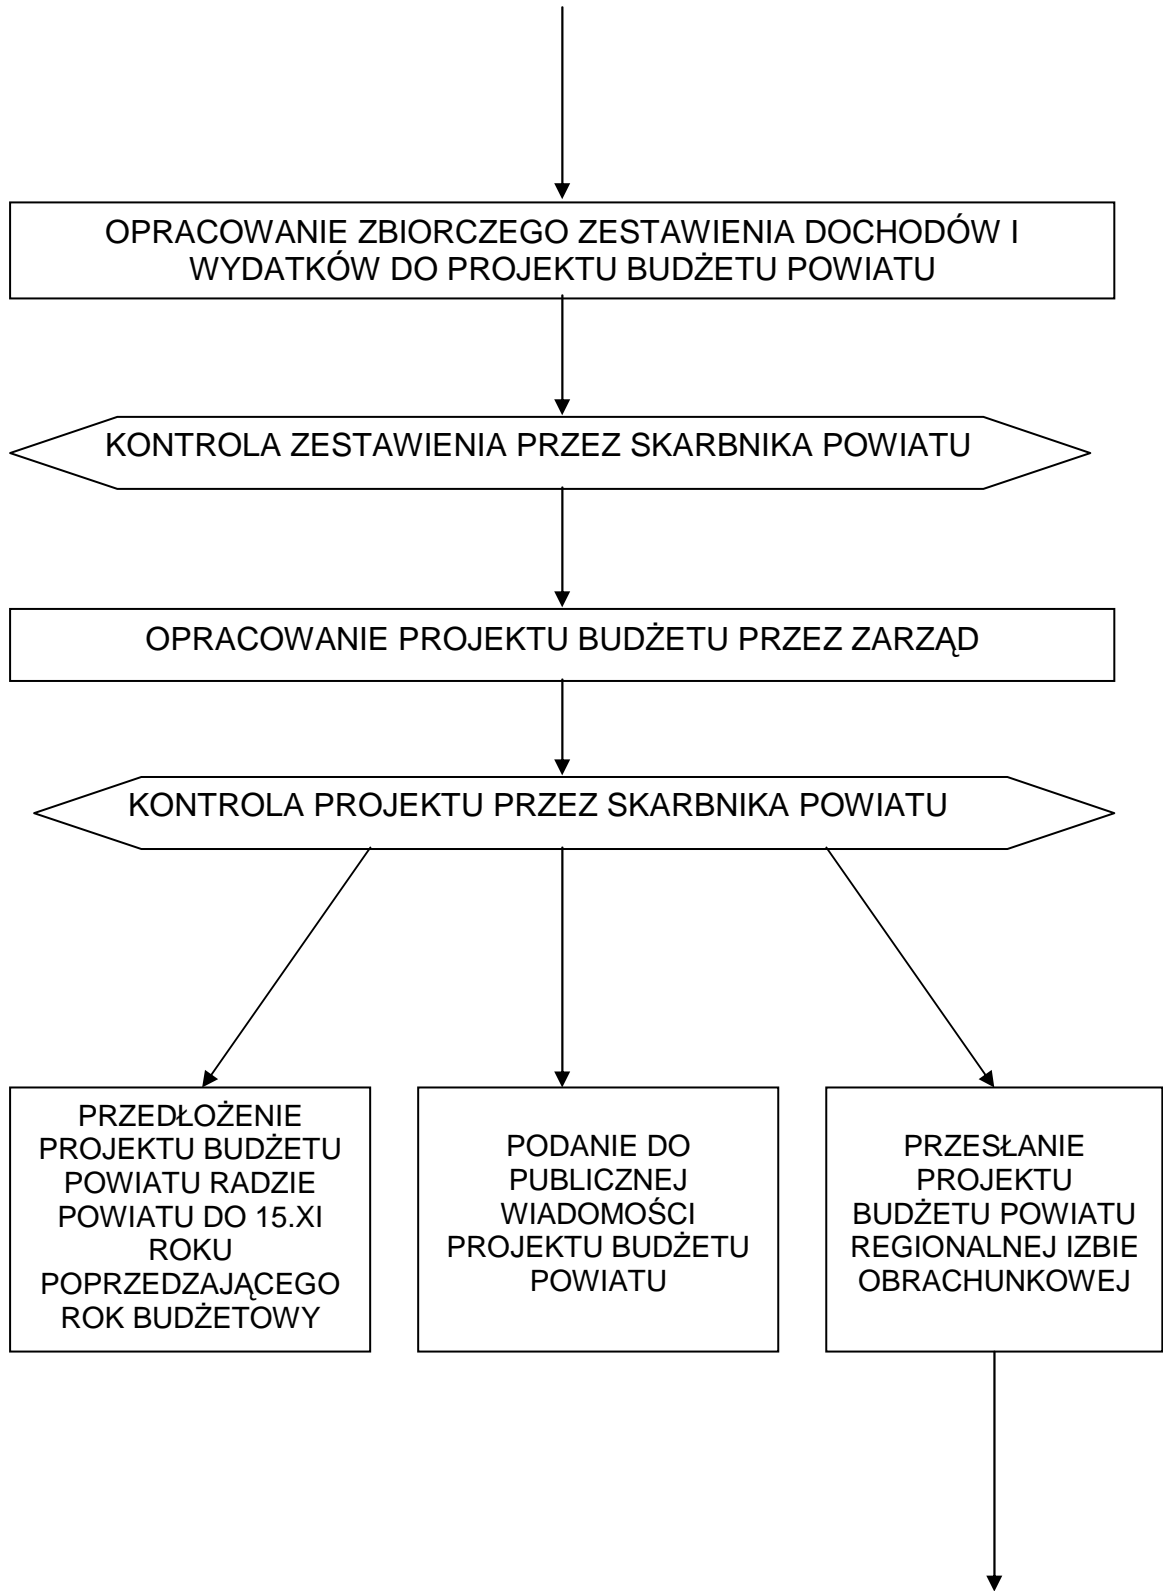 OPRACOWANIE ZBIORCZEGO ZESTAWIENIA DOCHODÓW I
WYDATKÓW DO PROJEKTU BUDŻETU POWIATU
KONTROLA ZESTAWIENIA PRZEZ SKARBNIKA POWIATU
OPRACOWANIE PROJEKTU BUDŻETU PRZEZ ZARZĄD
KONTROLA PROJEKTU PRZEZ SKARBNIKA POWIATU
PRZEDŁOŻENIE
PROJEKTU BUDŻETU
POWIATU RADZIE
POWIATU DO 15.XI
ROKU
POPRZEDZAJĄCEGO
ROK BUDŻETOWY
PODANIE DO
PUBLICZNEJ
WIADOMOŚCI
PROJEKTU BUDŻETU
POWIATU
PRZESŁANIE
PROJEKTU
BUDŻETU POWIATU
REGIONALNEJ IZBIE
OBRACHUNKOWEJ